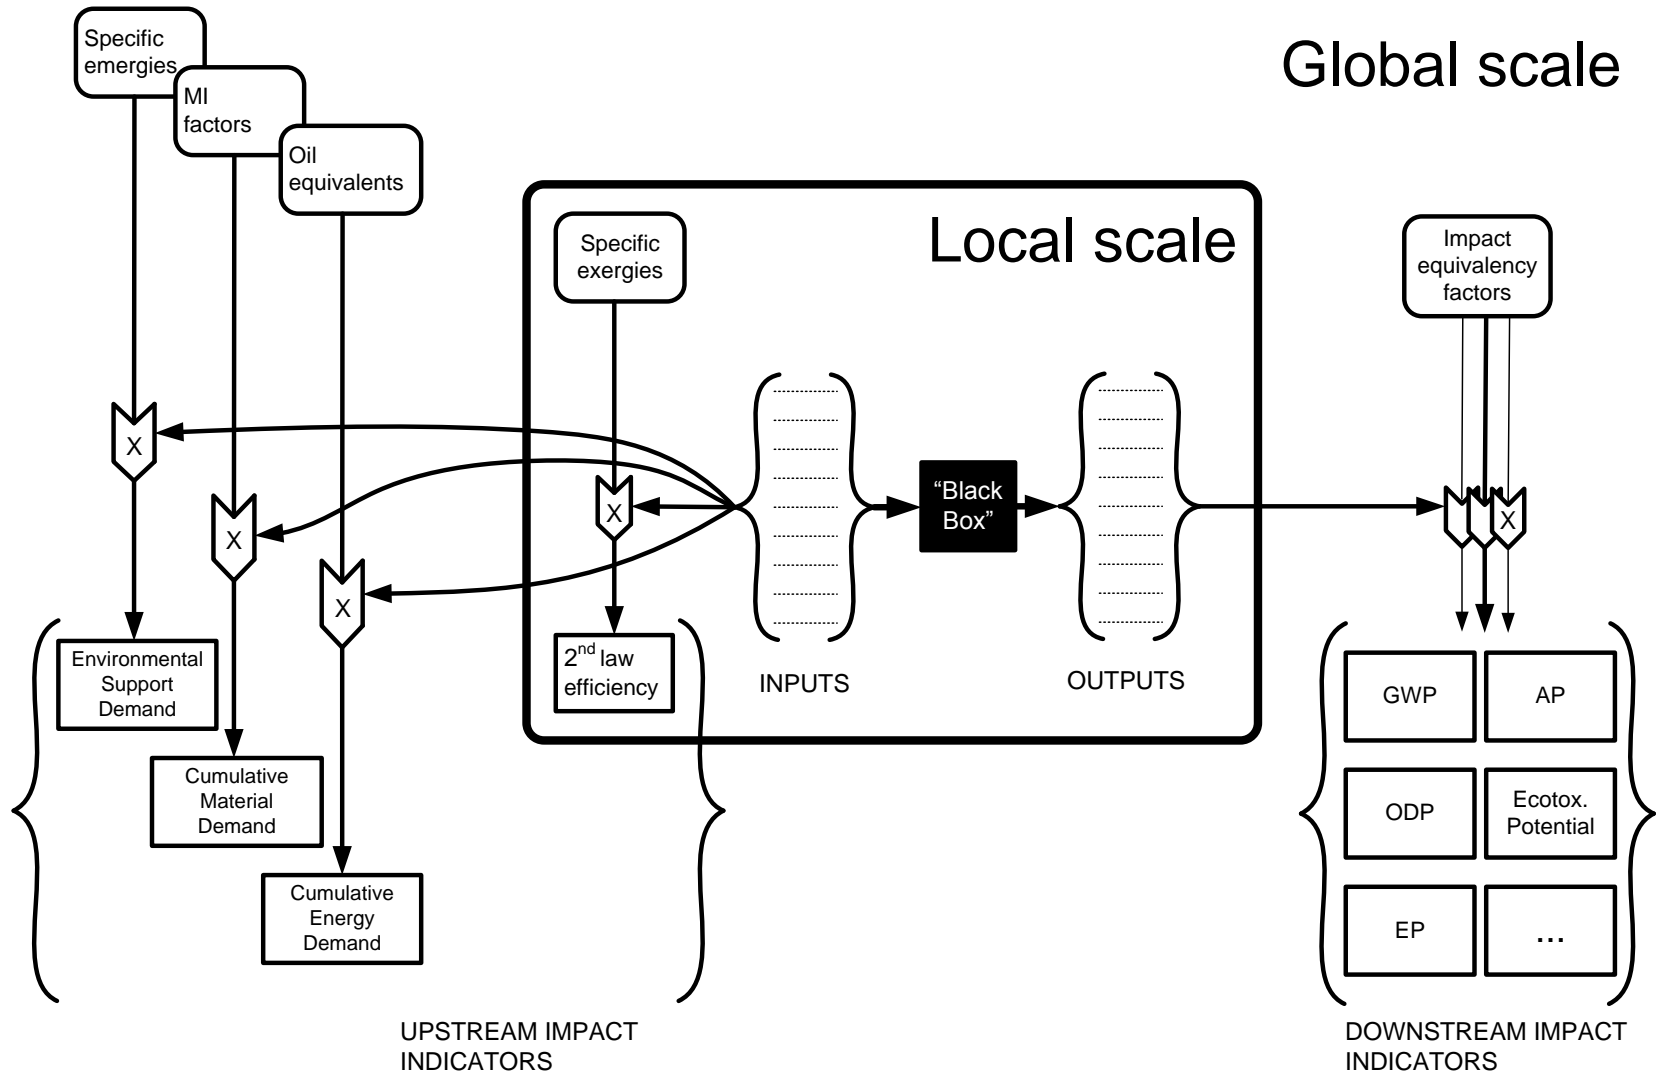 Specific
emergies
MI
factors
Oil
equivalents
Global scale
Local scale
Specific
exergies
Impact
equivalency
factors
X
X
X
X
X
“Black
Box”
INPUTS
OUTPUTS
Environmental
Support
Demand
Cumulative
Material
Demand
Cumulative
Energy
Demand
2nd law
efficiency
GWP
AP
ODP
Ecotox.
Potential
EP
...
UPSTREAM IMPACT
INDICATORS
DOWNSTREAM IMPACT
INDICATORS